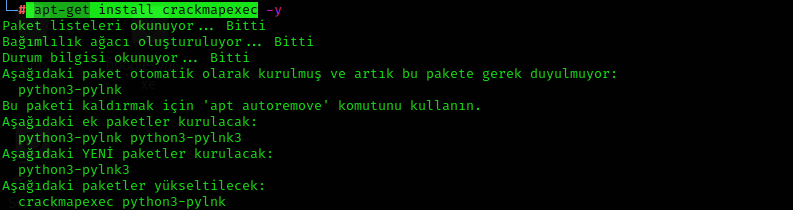 └─# apt-get install crackmapexec -y
Paket listeleri okunuyor... Bitti
Bağımlılık ağacı oluşturuluyor... Bitti
Durum bilgisi okunuyor... Bitti
Aşağıdaki paket otomatik olarak kurulmuş ve artık bu pakete gerek duyulmuyor:
  python3-pylnk
Bu paketi kaldırmak için 'apt autoremove' komutunu kullanın.
Aşağıdaki ek paketler kurulacak:
  python3-pylnk python3-pylnk3
Aşağıdaki YENİ paketler kurulacak:
  python3-pylnk3
Aşağıdaki paketler yükseltilecek:
  crackmapexec python3-pylnk